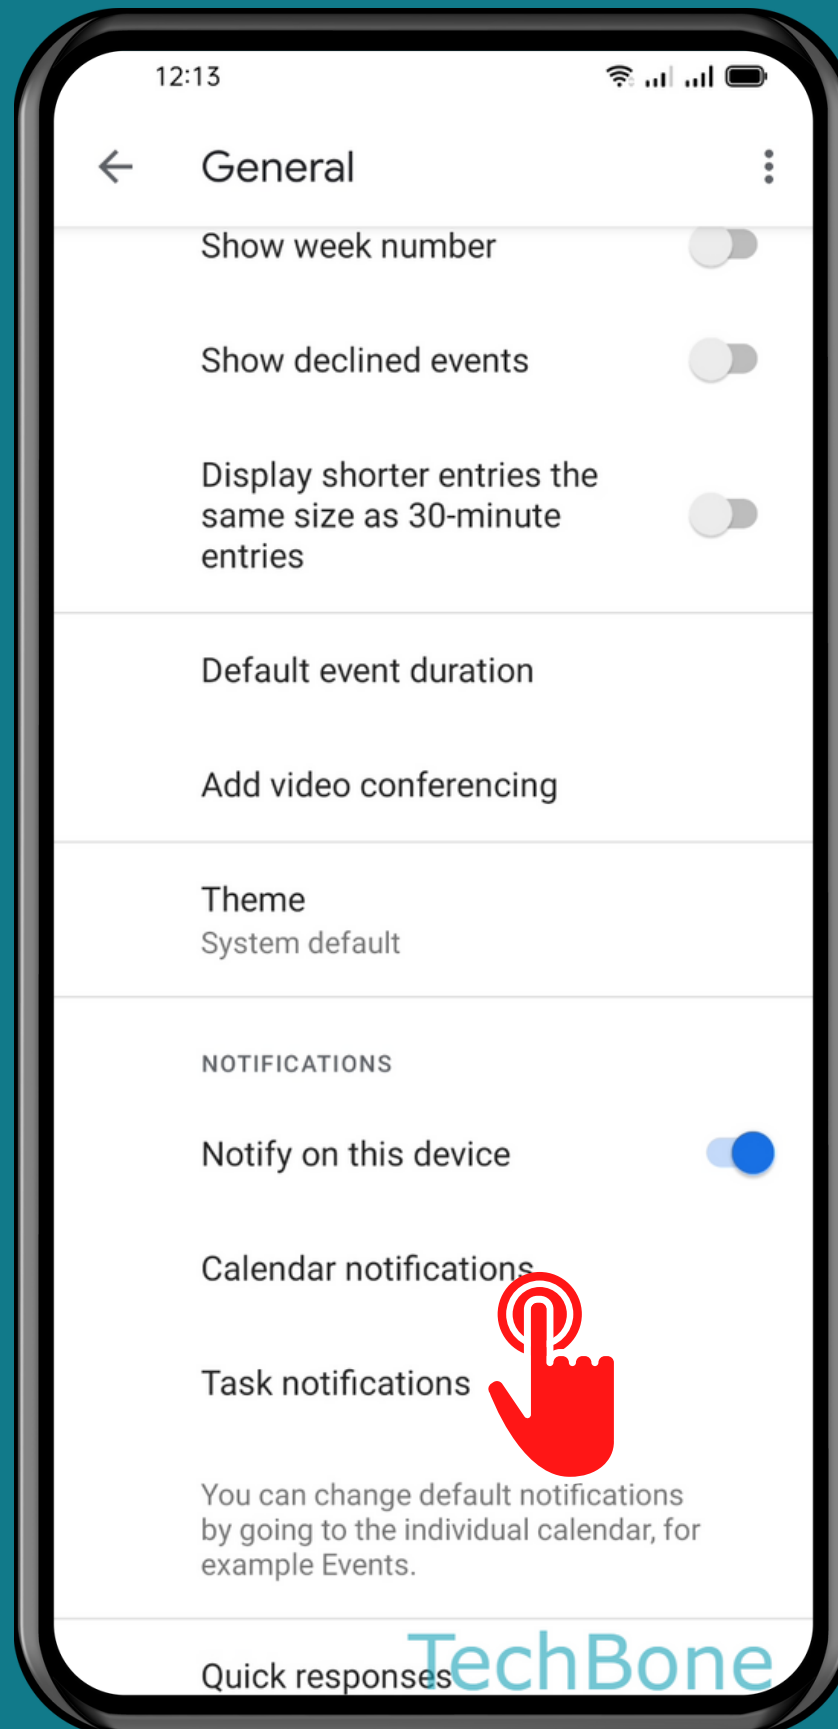 12:13
General
Show week number
Show declined events
Display shorter entries the
same size as 30-minute
entries
Default event duration
Add video conferencing
Theme
System default
NOTIFICATIONS
Notify on this device
Calendar notifications
Task notifications
You can change default notifications
by going to the individual calendar, for
example Events.
Quick responses
TechBone